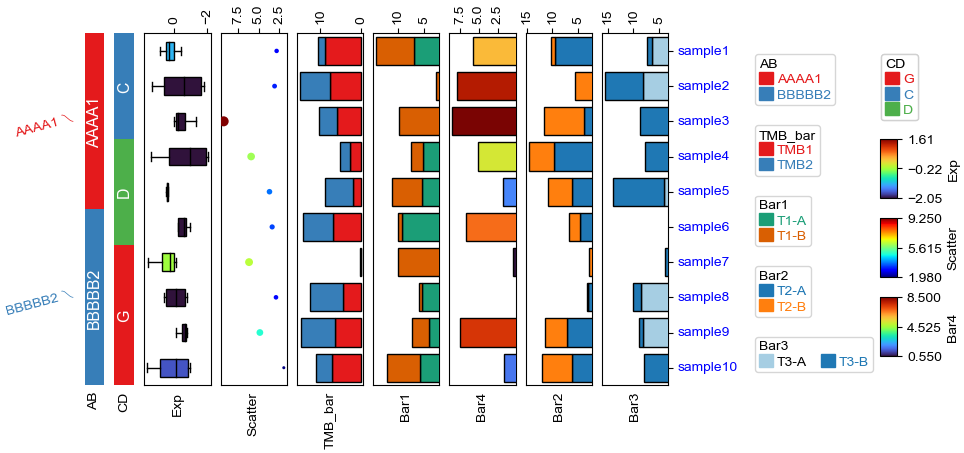 0 -2
7.5 5.0 2.5
10 0
10 5
7.5 5.0 2.5
15 10 5
15 10 5
AAAA1
BBBBB2
AAAA1
BBBBB2
C
D
G
sample1
sample2
sample3
sample4
sample5
sample6
sample7
sample8
sample9
sample10
AB
CD
Exp
Scatter
TMB_bar
Bar1
Bar4
Bar2
Bar3
AB
AAAA1
BBBBB2
TMB_bar
TMB1
TMB2
Bar1
T1-A
T1-B
Bar2
T2-A
T2-B
Bar3
T3-A T3-B
CD
G
C
D
1.61
−0.22
−2.05
Exp
9.250
5.615
1.980
Scatter
8.500
4.525
0.550
Bar4